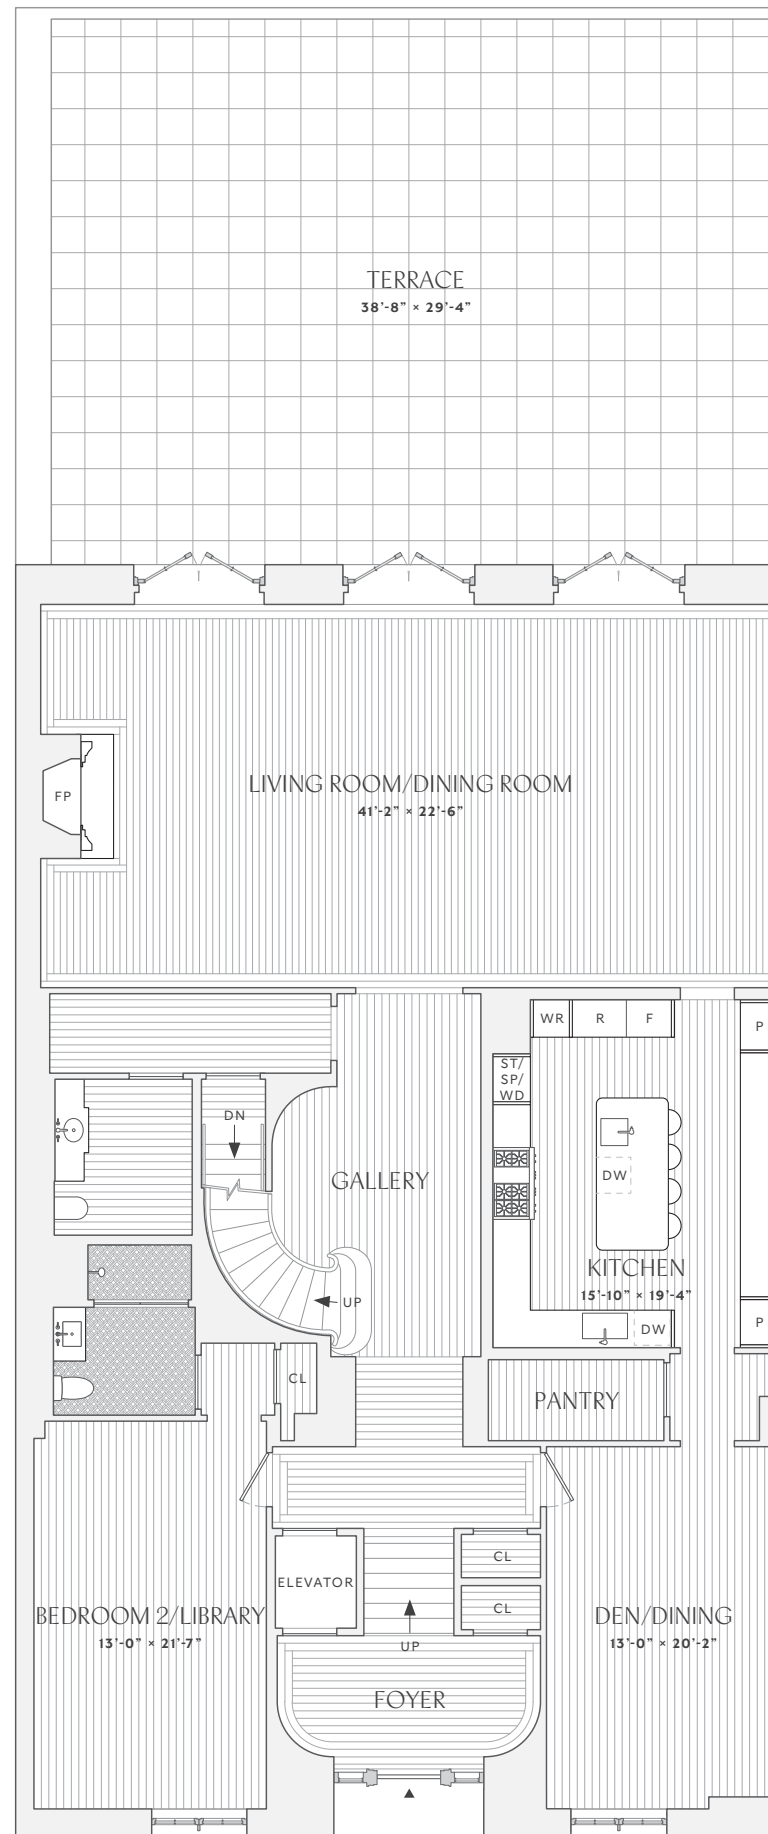 TERRACE
38’-8” × 29’-4”
LIVING ROOM/DINING ROOM
41’-2” × 22’-6”
FP
WR
R
F
P
ST/
SP/
WD
DN
DW
GALLERY
KITCHEN
15’-10” × 19’-4”
UP
DW
P
CL
PANTRY
CL
ELEVATOR
CL
BEDROOM 2/LIBRARY
13’-0” × 21’-7”
DEN/DINING
13’-0” × 20’-2”
UP
FOYER